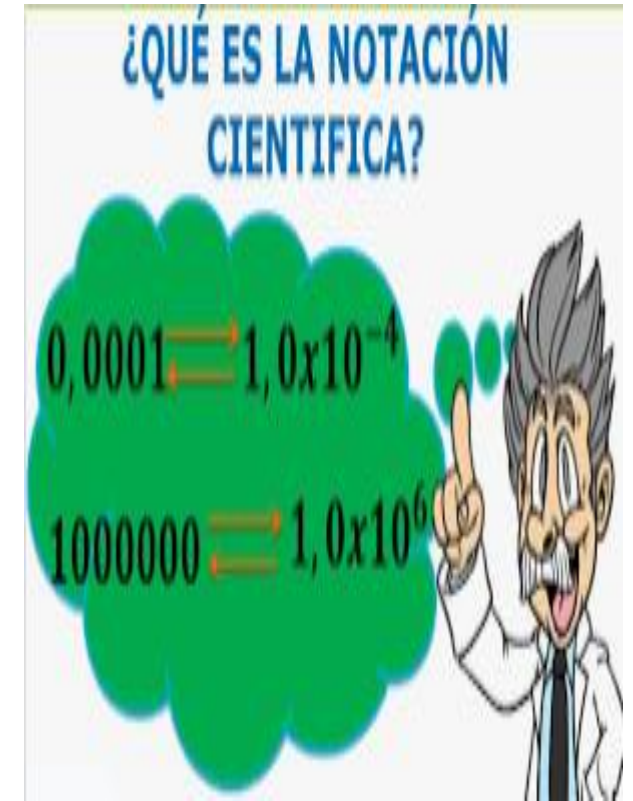 ¿QUÉ ES LA NOTACIÓN
CIENTIFICA?
0,0001 ⇄ 1,0x10⁻⁴
1000000 ⇄ 1,0x10⁶